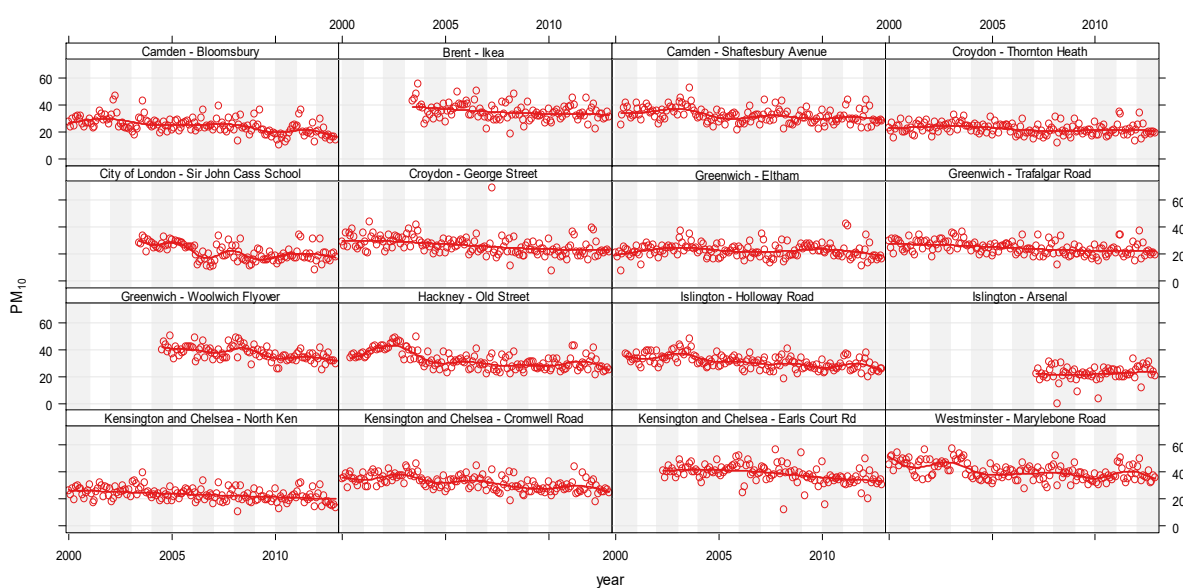 2000 2005 2010 2000 2005 2010
Camden - Bloomsbury Brent - Ikea Camden - Shaftesbury Avenue Croydon - Thornton Heath
60
40
20
0
City of London - Sir John Cass School Croydon - George Street Greenwich - Eltham Greenwich - Trafalgar Road
60
40
20
0
Greenwich - Woolwich Flyover Hackney - Old Street Islington - Holloway Road Islington - Arsenal
60
40
20
0
Kensington and Chelsea - North Ken Kensington and Chelsea - Cromwell Road Kensington and Chelsea - Earls Court Rd Westminster - Marylebone Road
60
40
20
0
2000 2005 2010 2000 2005 2010
PM10
year